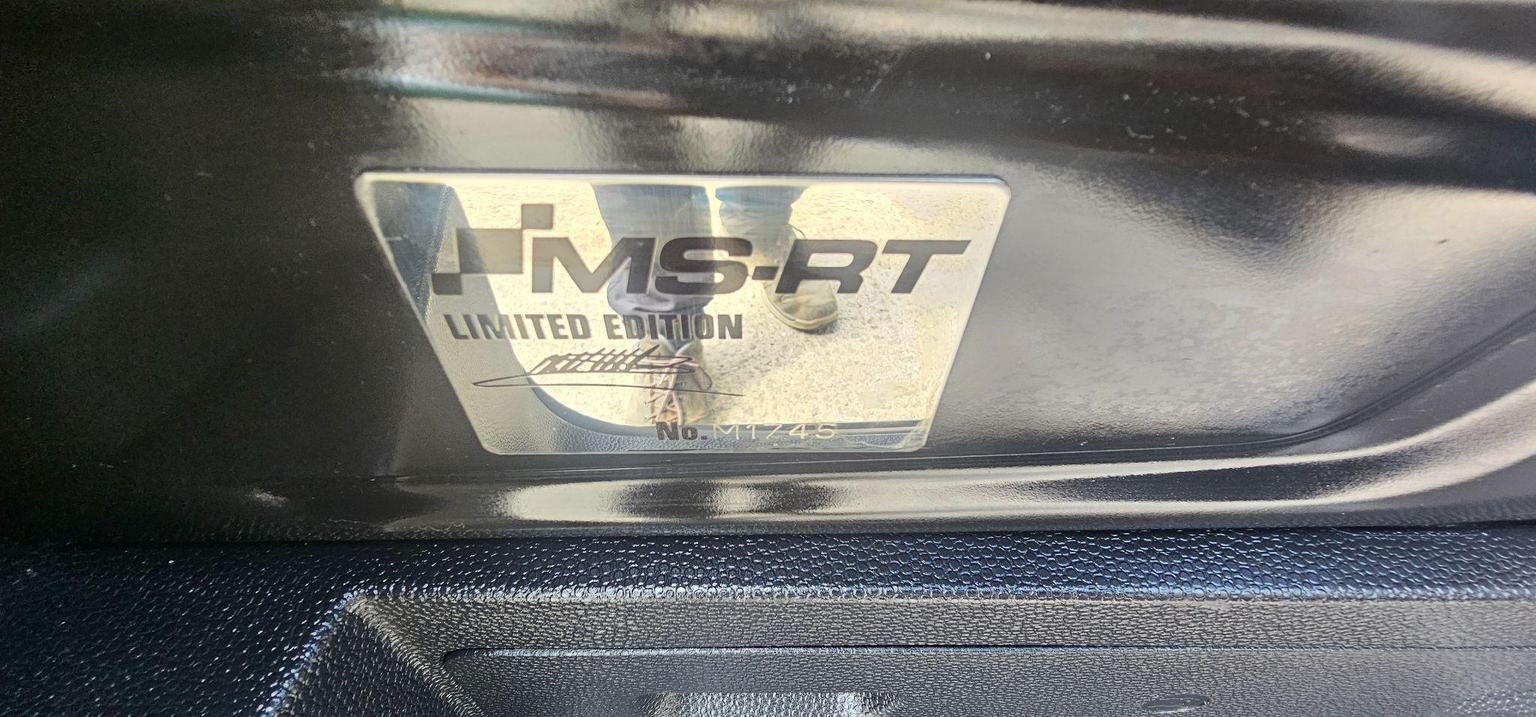 MS-RT
LIMITED EDITION
No. M1745